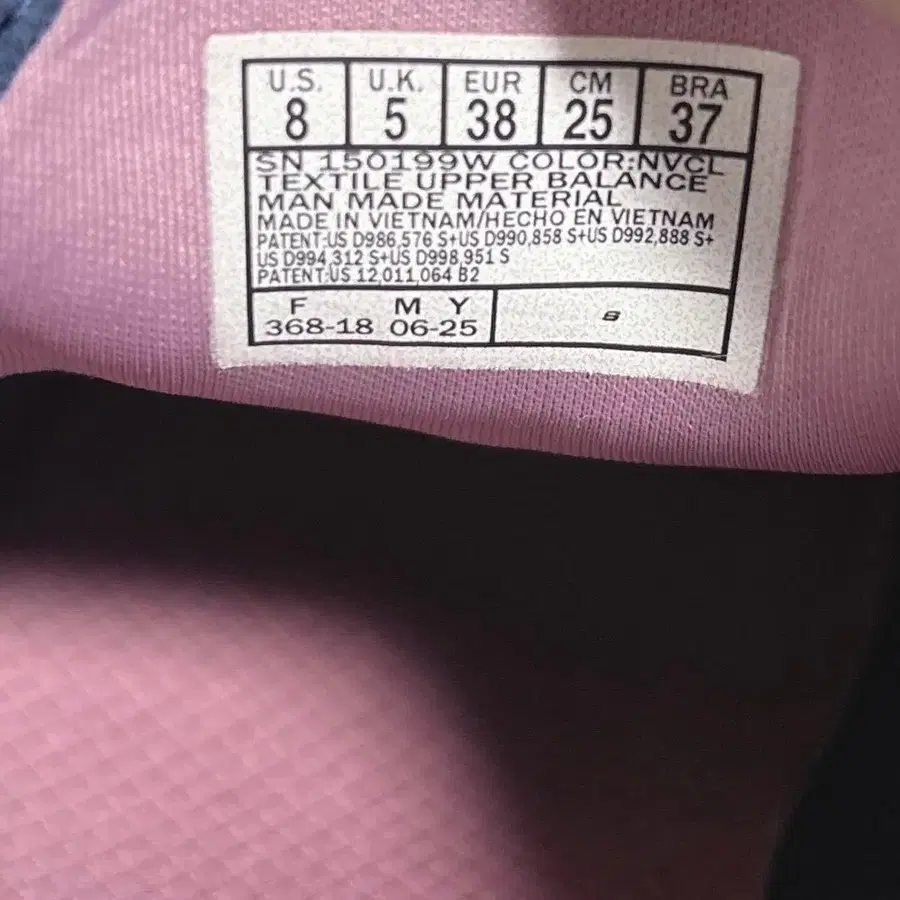 U.S. U.K. EUR CM BRA
8 5 38 25 37
SN 150199W COLOR:NVCL
TEXTILE UPPER BALANCE
MAN MADE MATERIAL
MADE IN VIETNAM/HECHO EN VIETNAM
PATENT:US D986,576 S+US D990,858 S+US D992,888 S+
US D994,312 S+US D998,951 S
PATENT:US 12,011,064 B2
F M Y
368-18 06-25